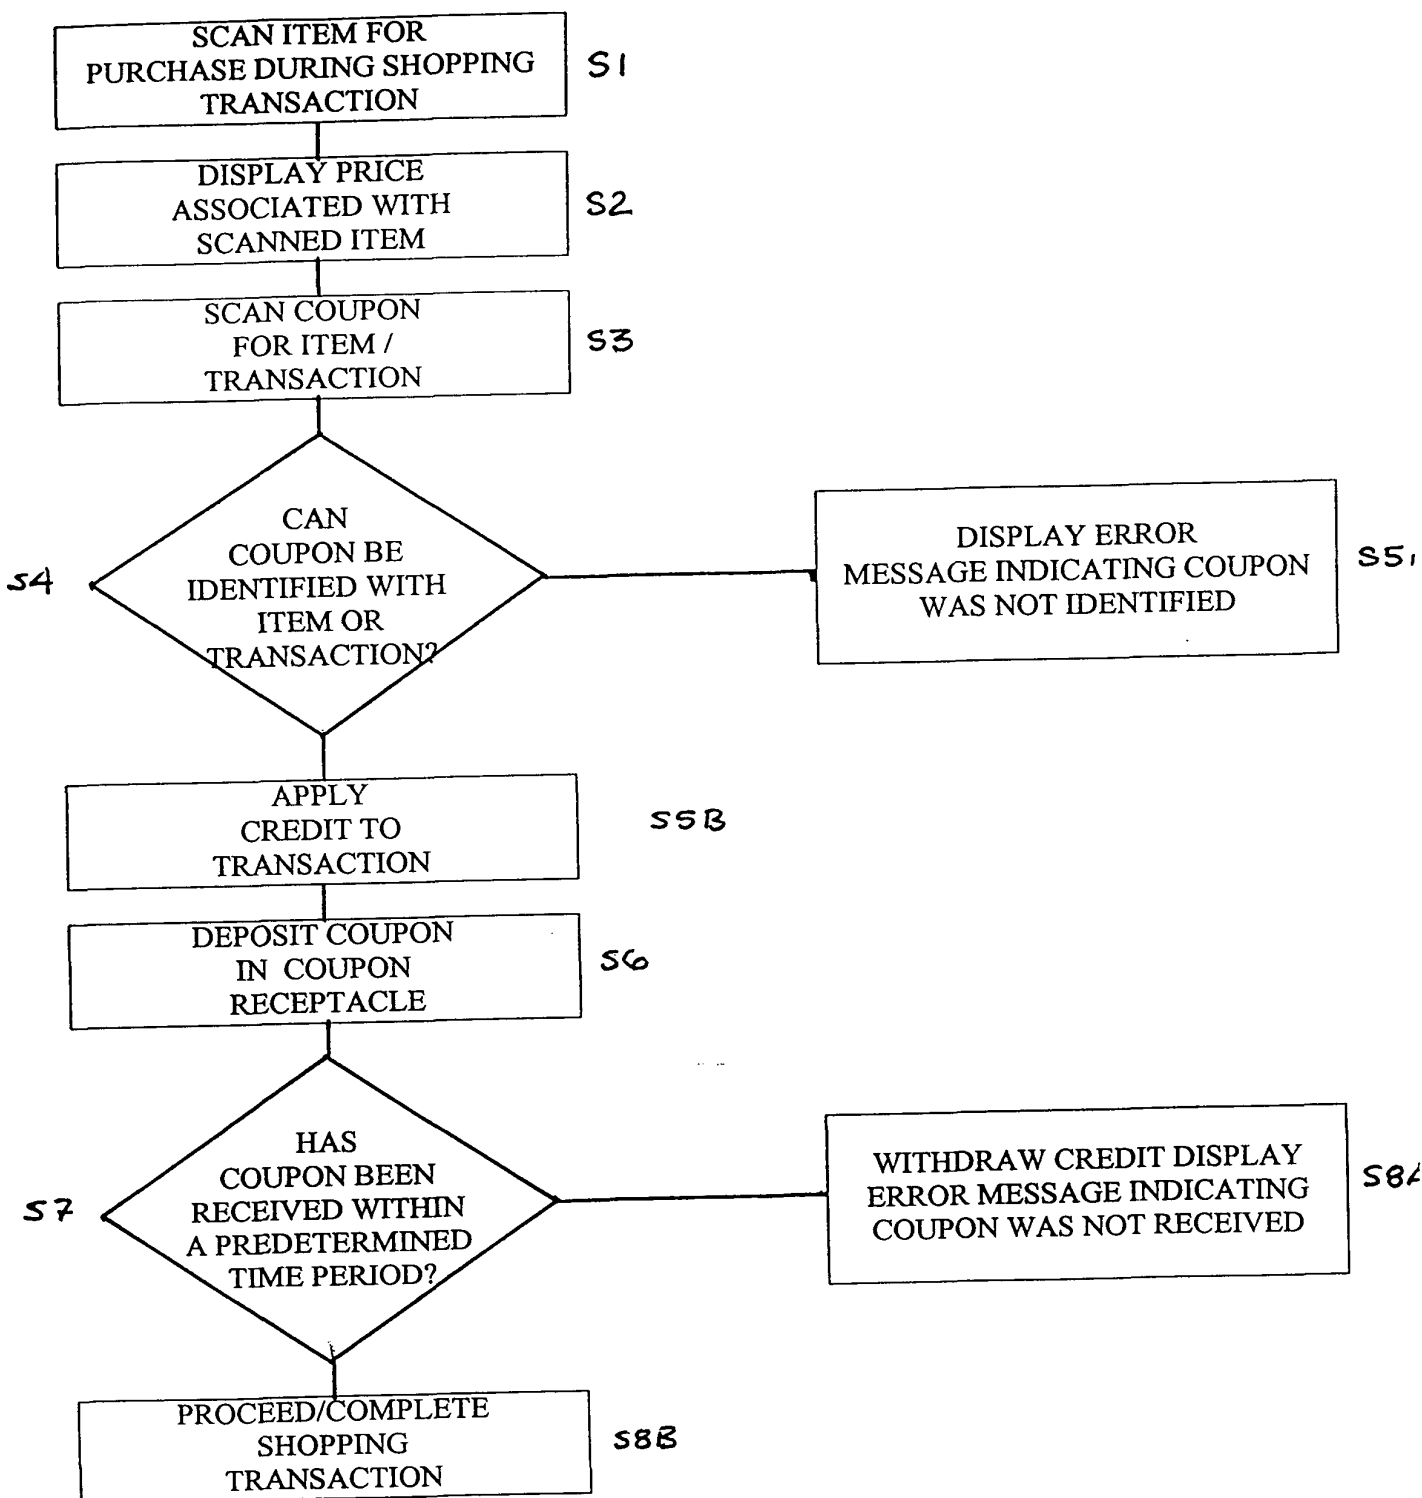 SCAN ITEM FOR
PURCHASE DURING SHOPPING
TRANSACTION
S1
DISPLAY PRICE
ASSOCIATED WITH
SCANNED ITEM
S2
SCAN COUPON
FOR ITEM /
TRANSACTION
S3
CAN
COUPON BE
IDENTIFIED WITH
ITEM OR
TRANSACTION?
S4
DISPLAY ERROR
MESSAGE INDICATING COUPON
WAS NOT IDENTIFIED
APPLY
CREDIT TO
TRANSACTION
S5B
DEPOSIT COUPON
IN COUPON
RECEPTACLE
S6
HAS
COUPON BEEN
RECEIVED WITHIN
A PREDETERMINED
TIME PERIOD?
S7
WITHDRAW CREDIT DISPLAY
ERROR MESSAGE INDICATING
COUPON WAS NOT RECEIVED
S8A
PROCEED/COMPLETE
SHOPPING
TRANSACTION
S8B